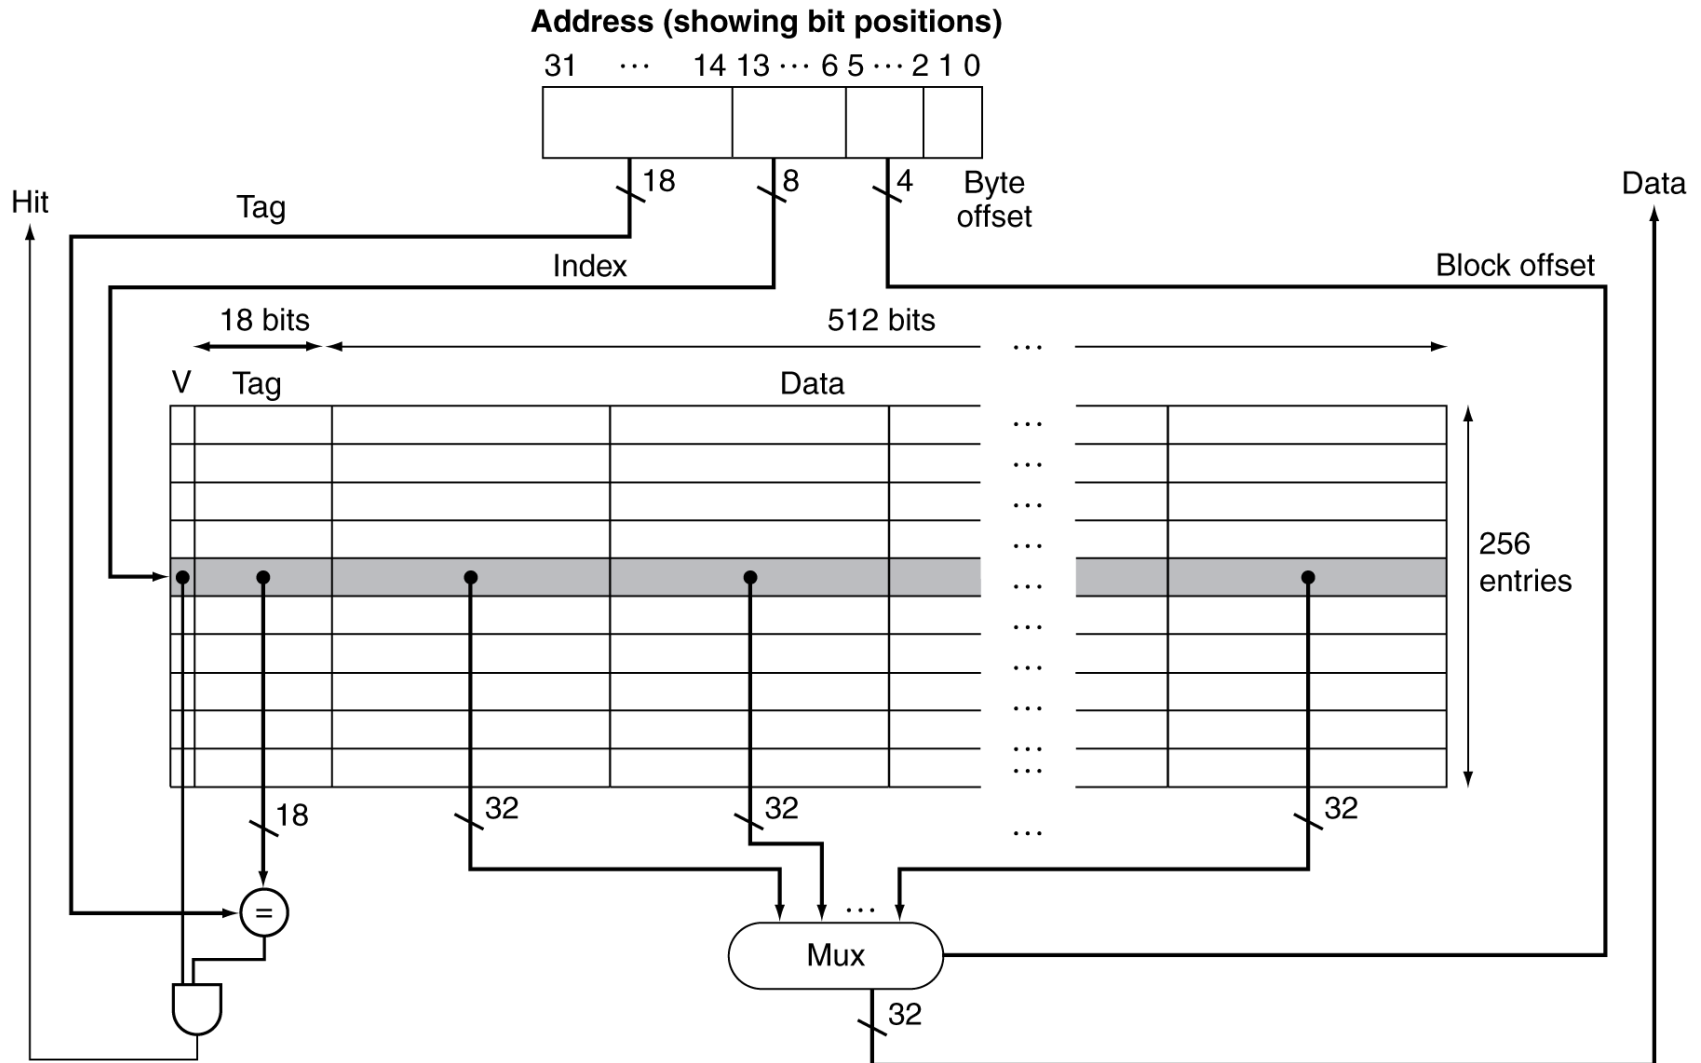 Address (showing bit positions)
31 ··· 14 13 ··· 6 5 ··· 2 1 0
18
8
4
Byte
offset
Hit
Tag
Data
Index
Block offset
18 bits
512 bits
···
V
Tag
Data
···
···
···
···
···
256
entries
···
···
···
···
···
18
32
32
···
32
=
···
Mux
32